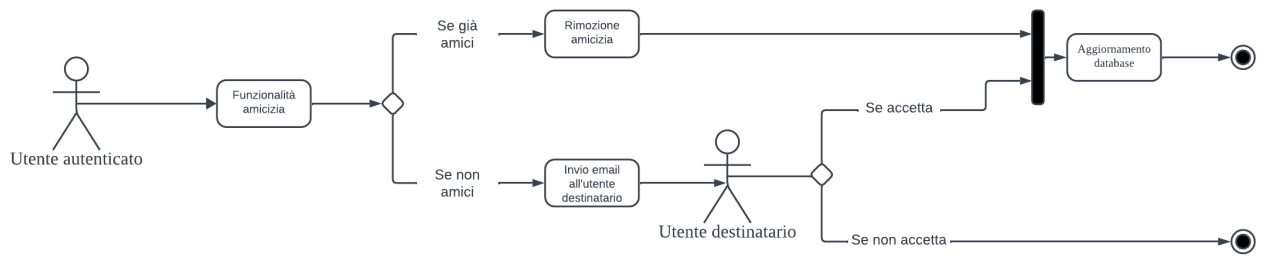 Utente autenticato
Funzionalità
amicizia
Se già
amici
Rimozione
amicizia
Se non
amici
Invio email
all'utente
destinatario
Utente destinatario
Se accetta
Se non accetta
Aggiornamento
database